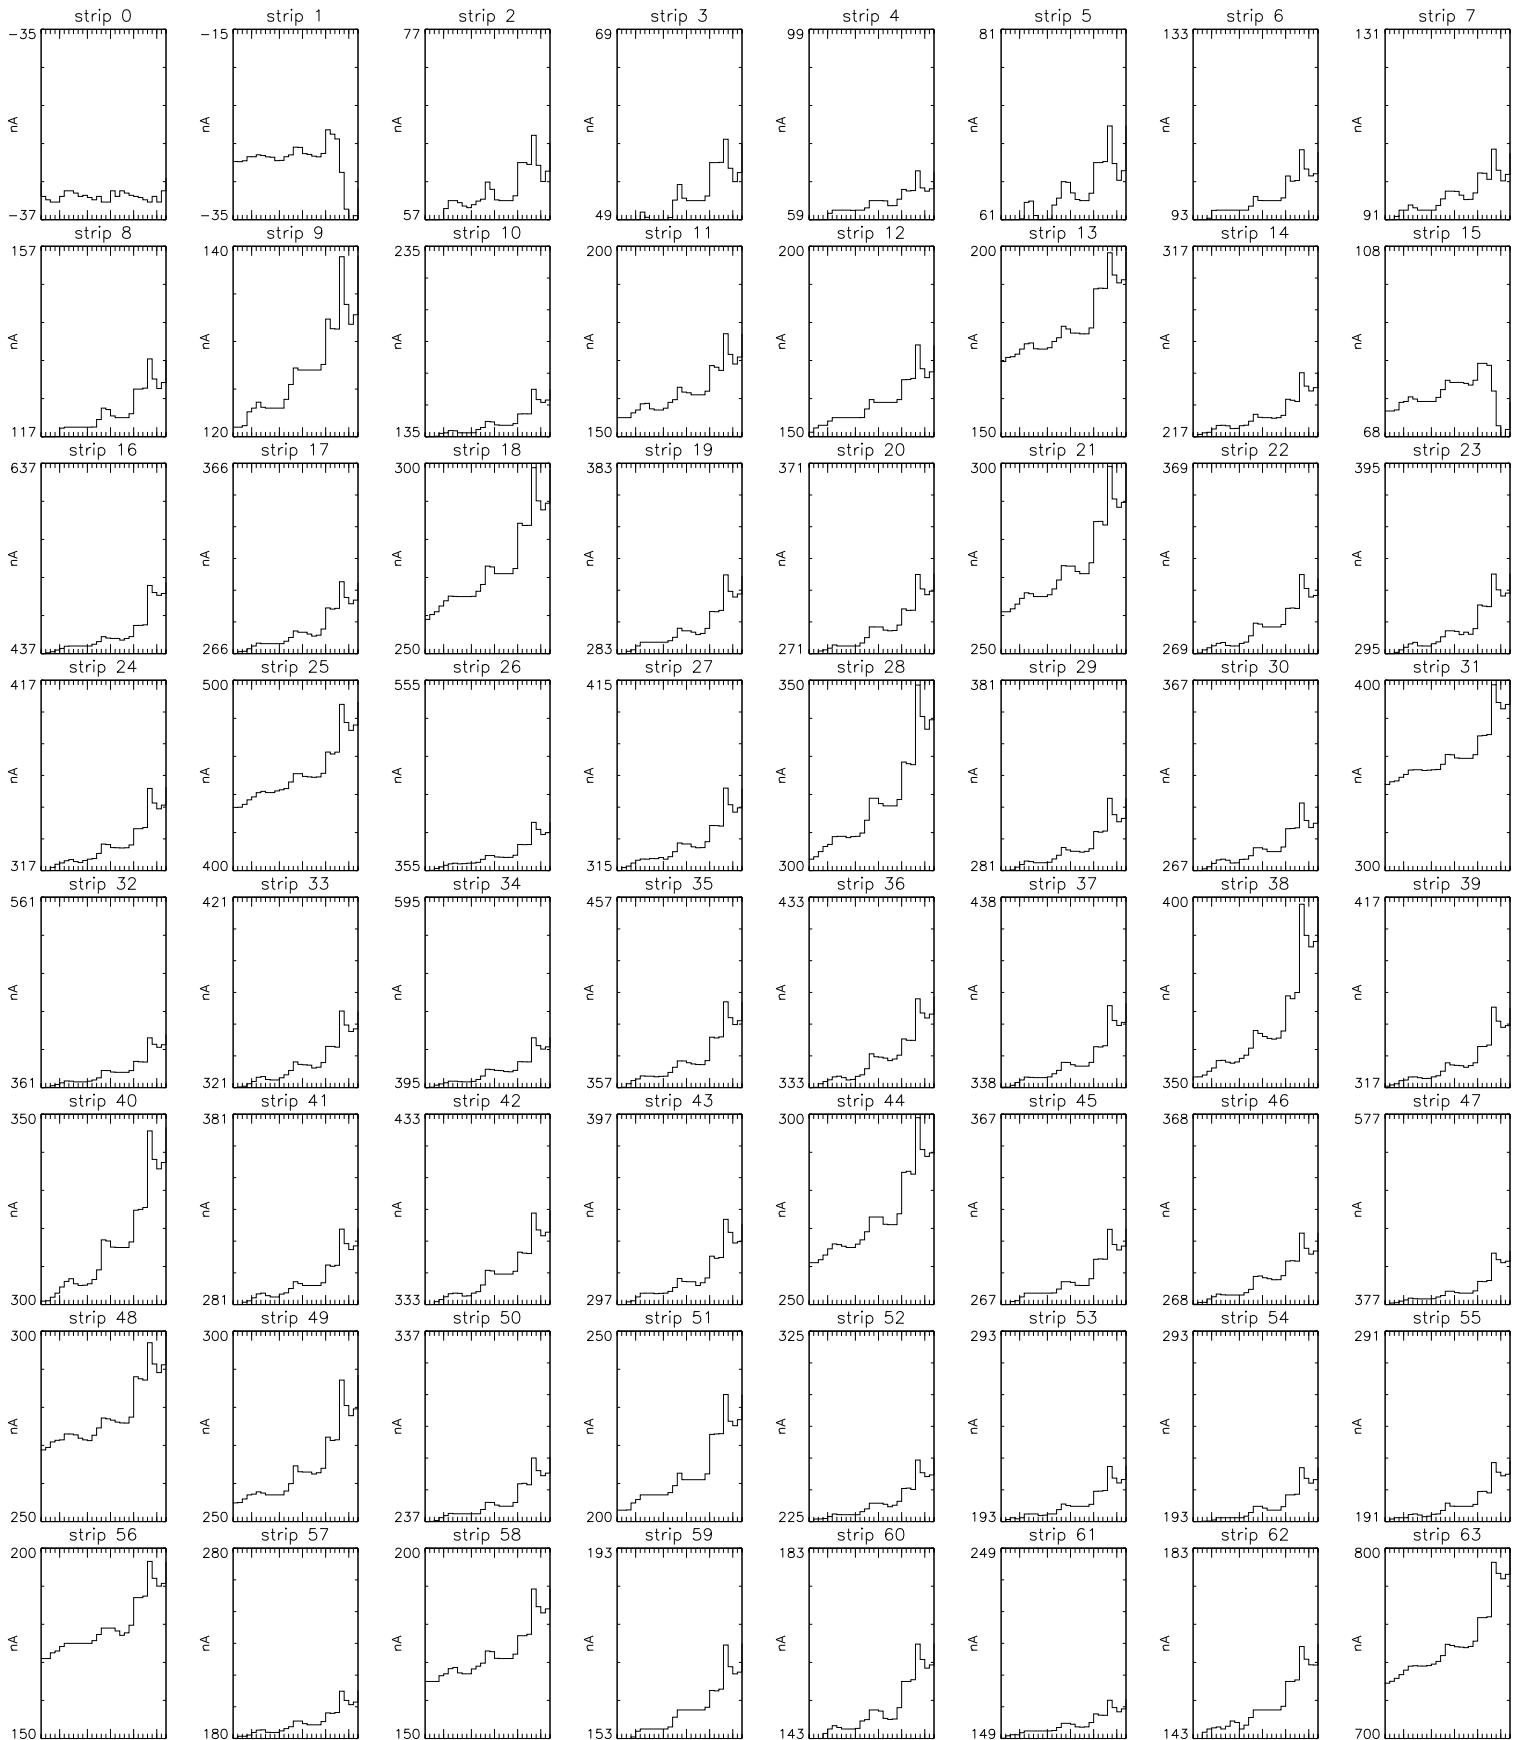 strip 0 strip 1 strip 2 strip 3 strip 4 strip 5 strip 6 strip 7
-35 -15 77 69 99 81 133 131
nA nA nA nA nA nA nA nA
-37 -35 57 49 59 61 93 91
strip 8 strip 9 strip 10 strip 11 strip 12 strip 13 strip 14 strip 15
157 140 235 200 200 200 317 108
nA nA nA nA nA nA nA nA
117 120 135 150 150 150 217 68
strip 16 strip 17 strip 18 strip 19 strip 20 strip 21 strip 22 strip 23
637 366 300 383 371 300 369 395
nA nA nA nA nA nA nA nA
437 266 250 283 271 250 269 295
strip 24 strip 25 strip 26 strip 27 strip 28 strip 29 strip 30 strip 31
417 500 555 415 350 381 367 400
nA nA nA nA nA nA nA nA
317 400 355 315 300 281 267 300
strip 32 strip 33 strip 34 strip 35 strip 36 strip 37 strip 38 strip 39
561 421 595 457 433 438 400 417
nA nA nA nA nA nA nA nA
361 321 395 357 333 338 350 317
strip 40 strip 41 strip 42 strip 43 strip 44 strip 45 strip 46 strip 47
350 381 433 397 300 367 368 577
nA nA nA nA nA nA nA nA
300 281 333 297 250 267 268 377
strip 48 strip 49 strip 50 strip 51 strip 52 strip 53 strip 54 strip 55
300 300 337 250 325 293 293 291
nA nA nA nA nA nA nA nA
250 250 237 200 225 193 193 191
strip 56 strip 57 strip 58 strip 59 strip 60 strip 61 strip 62 strip 63
200 280 200 193 183 249 183 800
nA nA nA nA nA nA nA nA
150 180 150 153 143 149 143 700